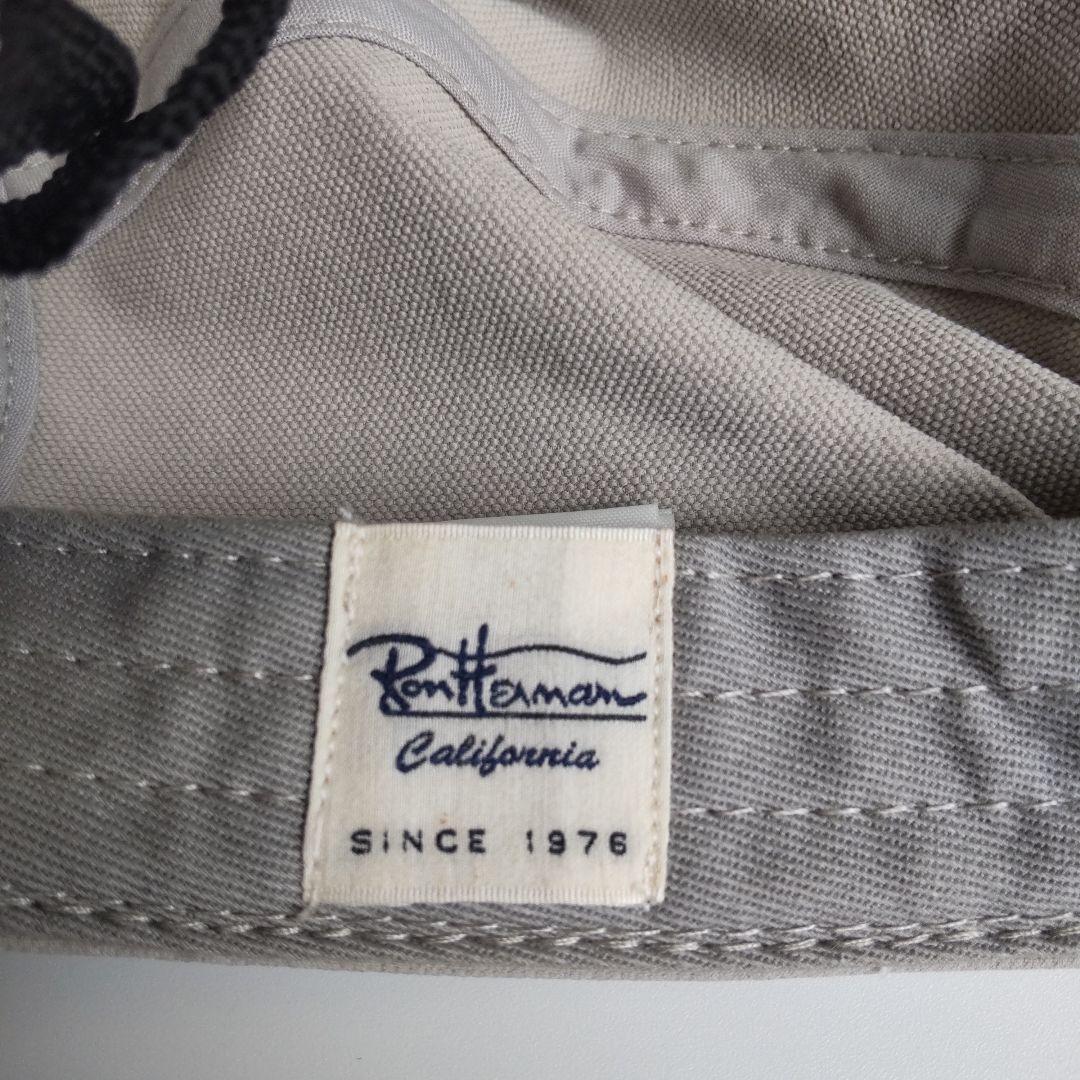 Ron Herman
California
SINCE 1976